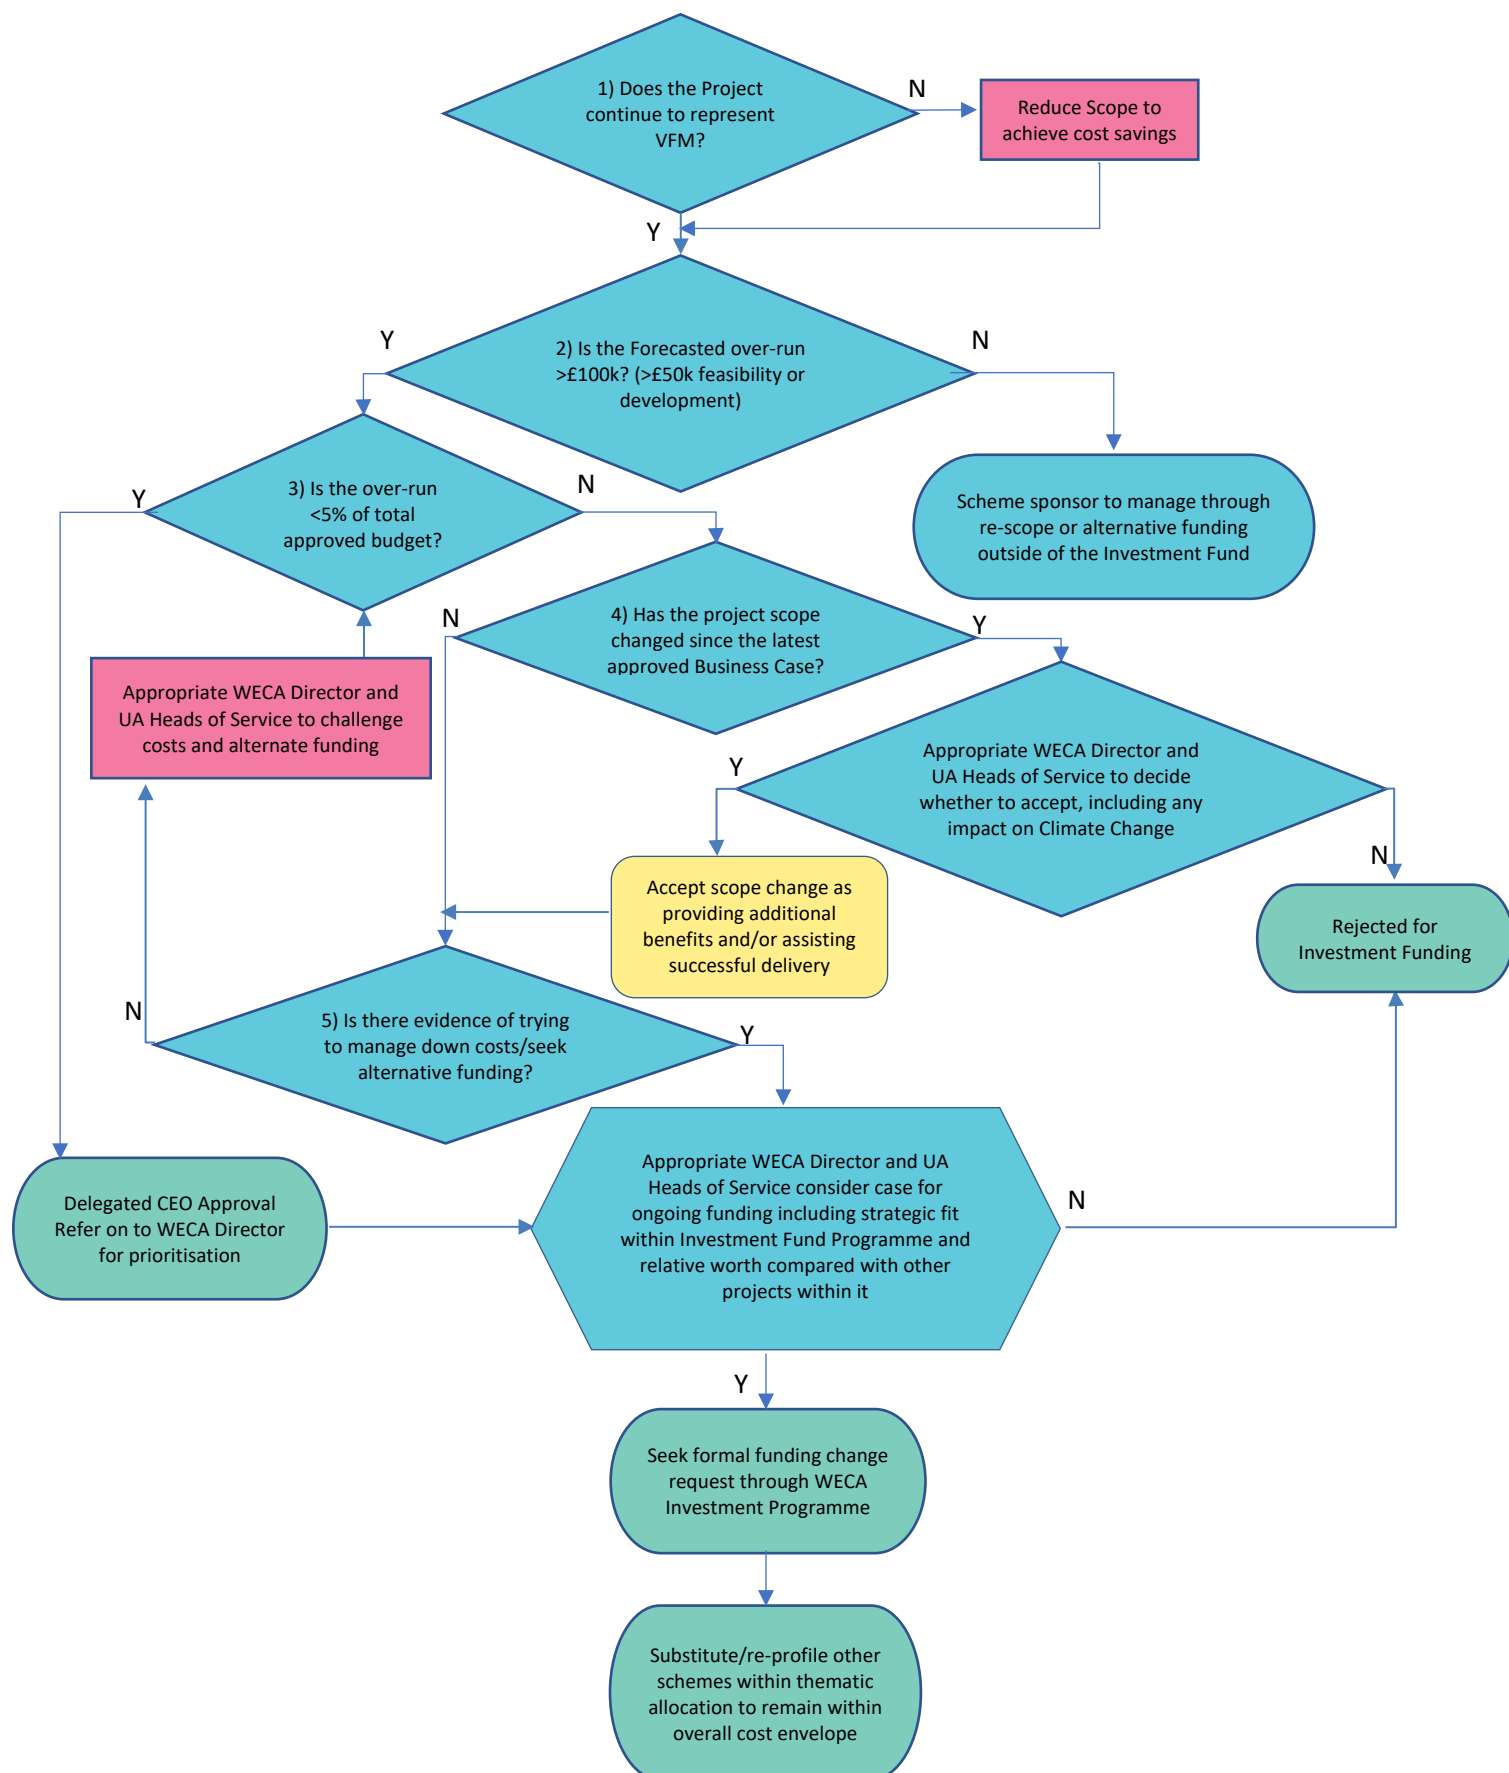 1) Does the Project
continue to represent
VFM?
N
Reduce Scope to
achieve cost savings
Y
2) Is the Forecasted over-run
>£100k? (>£50k feasibility or
development)
Y
N
3) Is the over-run
<5% of total
approved budget?
Y
N
Scheme sponsor to manage through
re-scope or alternative funding
outside of the Investment Fund
4) Has the project scope
changed since the latest
approved Business Case?
N
Y
Appropriate WECA Director and
UA Heads of Service to challenge
costs and alternate funding
Appropriate WECA Director and
UA Heads of Service to decide
whether to accept, including any
impact on Climate Change
Y
N
Accept scope change as
providing additional
benefits and/or assisting
successful delivery
Rejected for
Investment Funding
5) Is there evidence of trying
to manage down costs/seek
alternative funding?
N
Y
Delegated CEO Approval
Refer on to WECA Director
for prioritisation
Appropriate WECA Director and UA
Heads of Service consider case for
ongoing funding including strategic fit
within Investment Fund Programme and
relative worth compared with other
projects within it
N
Y
Seek formal funding change
request through WECA
Investment Programme
Substitute/re-profile other
schemes within thematic
allocation to remain within
overall cost envelope